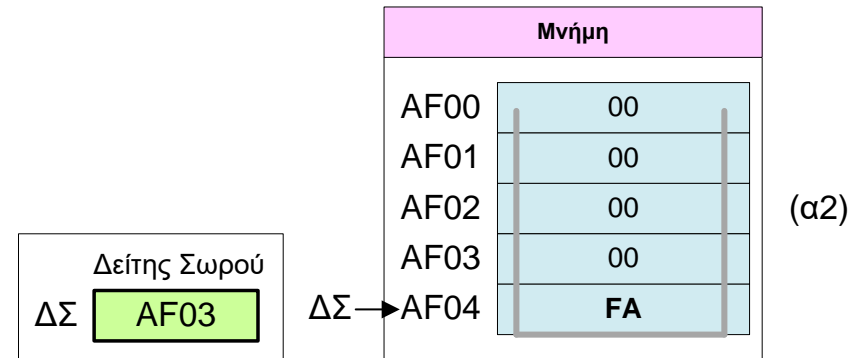 Μνήμη
AF00 00
AF01 00
AF02 00
(α2)
AF03 00
Δείτης Σωρού
ΔΣ AF03
ΔΣ AF04 FA